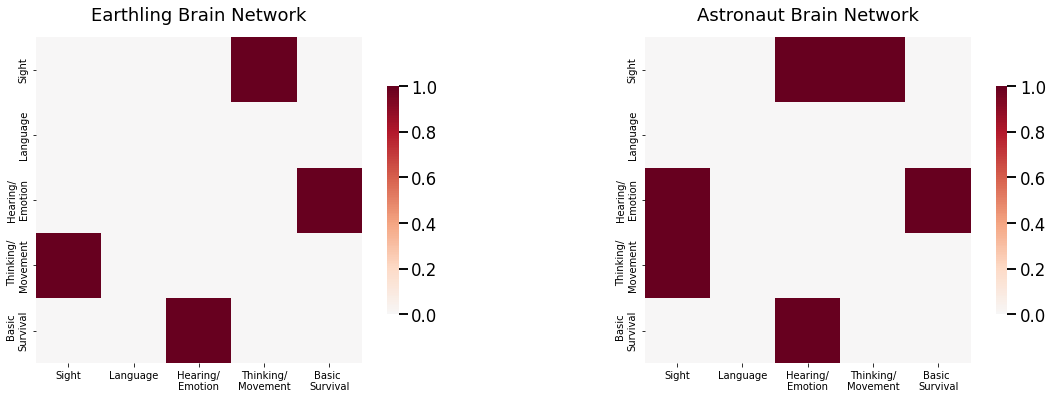 Earthling Brain Network
Sight
Language
Hearing/
Emotion
Thinking/
Movement
Basic
Survival
Sight
Language
Hearing/
Emotion
Thinking/
Movement
Basic
Survival
1.0
0.8
0.6
0.4
0.2
0.0
Astronaut Brain Network
Sight
Language
Hearing/
Emotion
Thinking/
Movement
Basic
Survival
Sight
Language
Hearing/
Emotion
Thinking/
Movement
Basic
Survival
1.0
0.8
0.6
0.4
0.2
0.0